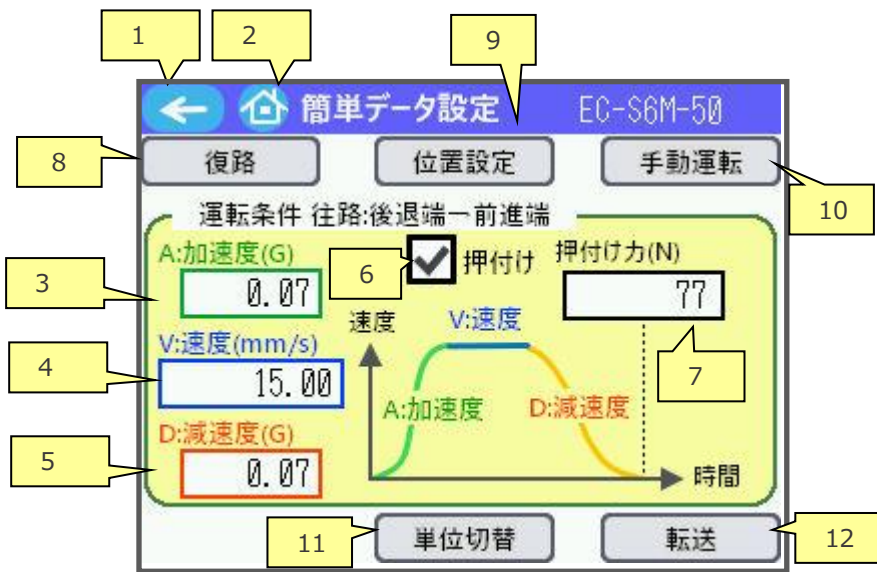 1
2
9
簡単データ設定 EC-S6M-50
8
復路 位置設定 手動運転
10
運転条件 往路:後退端ー前進端
A:加速度(G)
6
押付け
押付け力(N)
3
0.07
77
速度
V:速度
V:速度(mm/s)
4
15.00
7
A:加速度
D:減速度
D:減速度(G)
5
0.07
時間
11
単位切替
転送
12